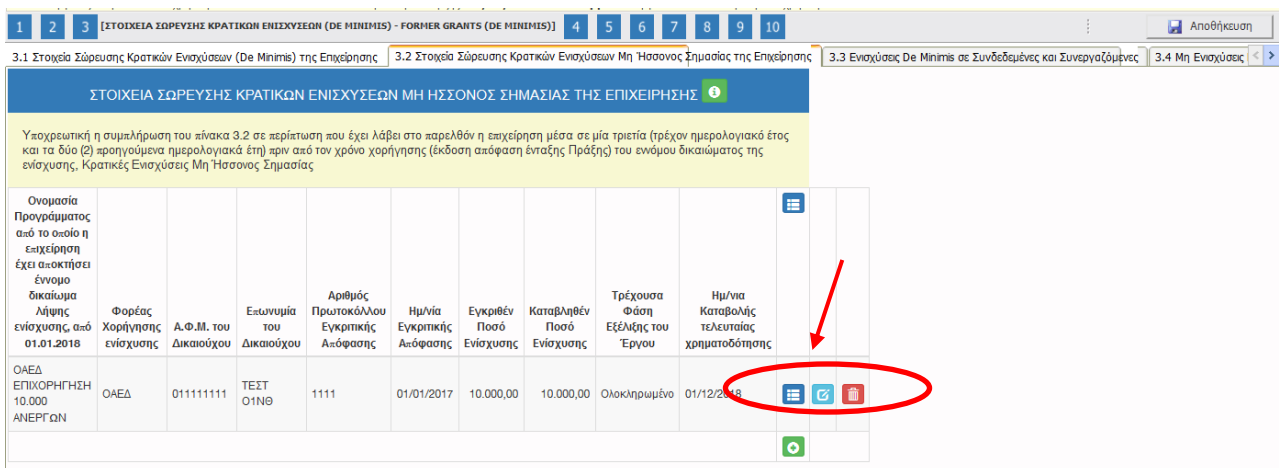 1 2 3 [ΣΤΟΙΧΕΙΑ ΣΩΡΕΥΣΗΣ ΚΡΑΤΙΚΩΝ ΕΝΙΣΧΥΣΕΩΝ (DE MINIMIS) - FORMER GRANTS (DE MINIMIS)] 4 5 6 7 8 9 10 Αποθήκευση
3.1 Στοιχεία Σώρευσης Κρατικών Ενισχύσεων (De Minimis) της Επιχείρησης 3.2 Στοιχεία Σώρευσης Κρατικών Ενισχύσεων Μη Ήσσονος Σημασίας της Επιχείρησης 3.3 Ενισχύσεις De Minimis σε Συνδεδεμένες και Συνεργαζόμενες 3.4 Μη Ενισχύσεις
ΣΤΟΙΧΕΙΑ ΣΩΡΕΥΣΗΣ ΚΡΑΤΙΚΩΝ ΕΝΙΣΧΥΣΕΩΝ ΜΗ ΗΣΣΟΝΟΣ ΣΗΜΑΣΙΑΣ ΤΗΣ ΕΠΙΧΕΙΡΗΣΗΣ
Υποχρεωτική η συμπλήρωση του πίνακα 3.2 σε περίπτωση που έχει λάβει στο παρελθόν η επιχείρηση μέσα σε μία τριετία (τρέχον ημερολογιακό έτος
και τα δύο (2) προηγούμενα ημερολογιακά έτη) πριν από τον χρόνο χορήγησης (έκδοση απόφαση ένταξης Πράξης) του εννόμου δικαιώματος της
ενίσχυσης, Κρατικές Ενισχύσεις Μη Ήσσονος Σημασίας
Ονομασία
Προγράμματος
από το οποίο η
επιχείρηση
έχει αποκτήσει
έννομο
δικαίωμα
λήψης
ενίσχυσης, από
01.01.2018
Φορέας
Χορήγησης
ενίσχυσης
Α.Φ.Μ. του
Δικαιούχου
Επωνυμία
του
Δικαιούχου
Αριθμός
Πρωτοκόλλου
Εγκριτικής
Απόφασης
Ημ/νία
Εγκριτικής
Απόφασης
Εγκριθέν
Ποσό
Ενίσχυσης
Καταβληθέν
Ποσό
Ενίσχυσης
Τρέχουσα
Φάση
Εξέλιξης του
Έργου
Ημ/νια
Καταβολής
τελευταίας
χρηματοδότησης
ΟΑΕΔ
ΕΠΙΧΟΡΗΓΗΣΗ
10.000
ΑΝΕΡΓΩΝ
ΟΑΕΔ
011111111
ΤΕΣΤ
Ο1ΝΘ
1111
01/01/2017
10.000,00
10.000,00
Ολοκληρωμένο
01/12/2018